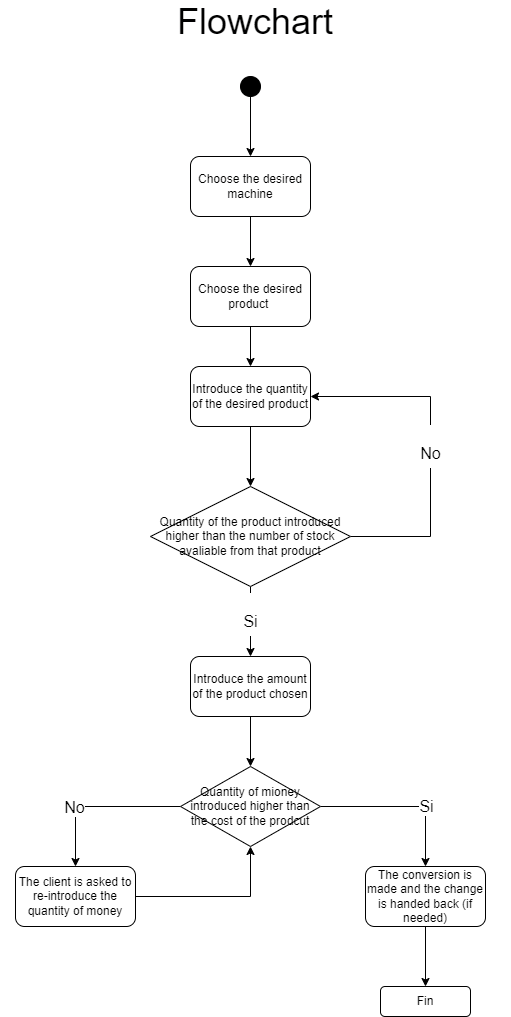 Flowchart
Choose the desired
machine
Choose the desired
product
Introduce the quantity
of the desired product
No
Quantity of the product introduced
higher than the number of stock
avaliable from that product
Si
Introduce the amount
of the product chosen
Quantity of mioney
introduced higher than
the cost of the prodcut
No
Si
The client is asked to
re-introduce the
quantity of money
The conversion is
made and the change
is handed back (if
needed)
Fin